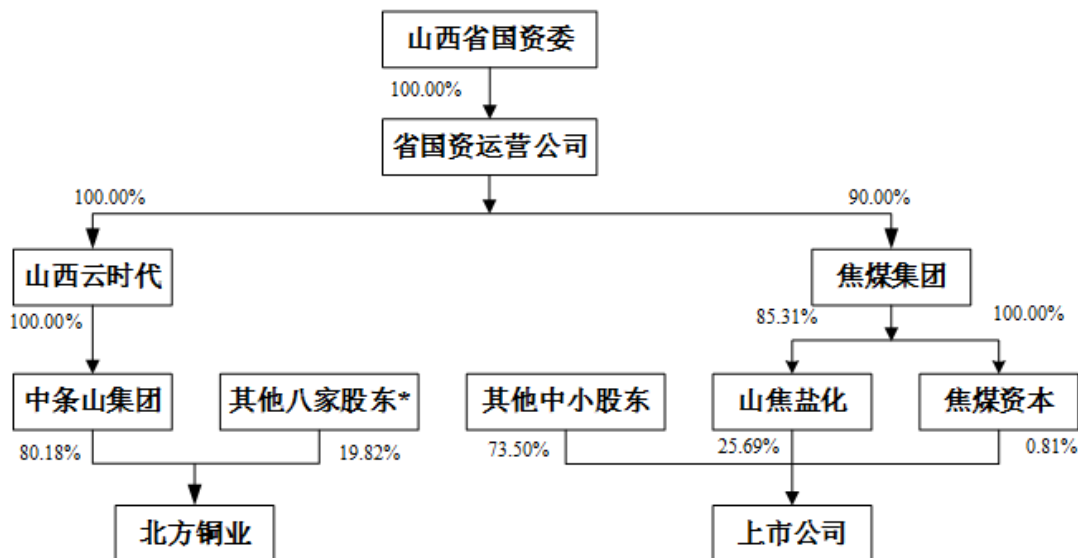 山西省国资委
100.00%
省国资运营公司
100.00%
90.00%
山西云时代
焦煤集团
100.00%
85.31%
100.00%
中条山集团
其他八家股东*
其他中小股东
山焦盐化
焦煤资本
80.18%
19.82%
73.50%
25.69%
0.81%
北方铜业
上市公司